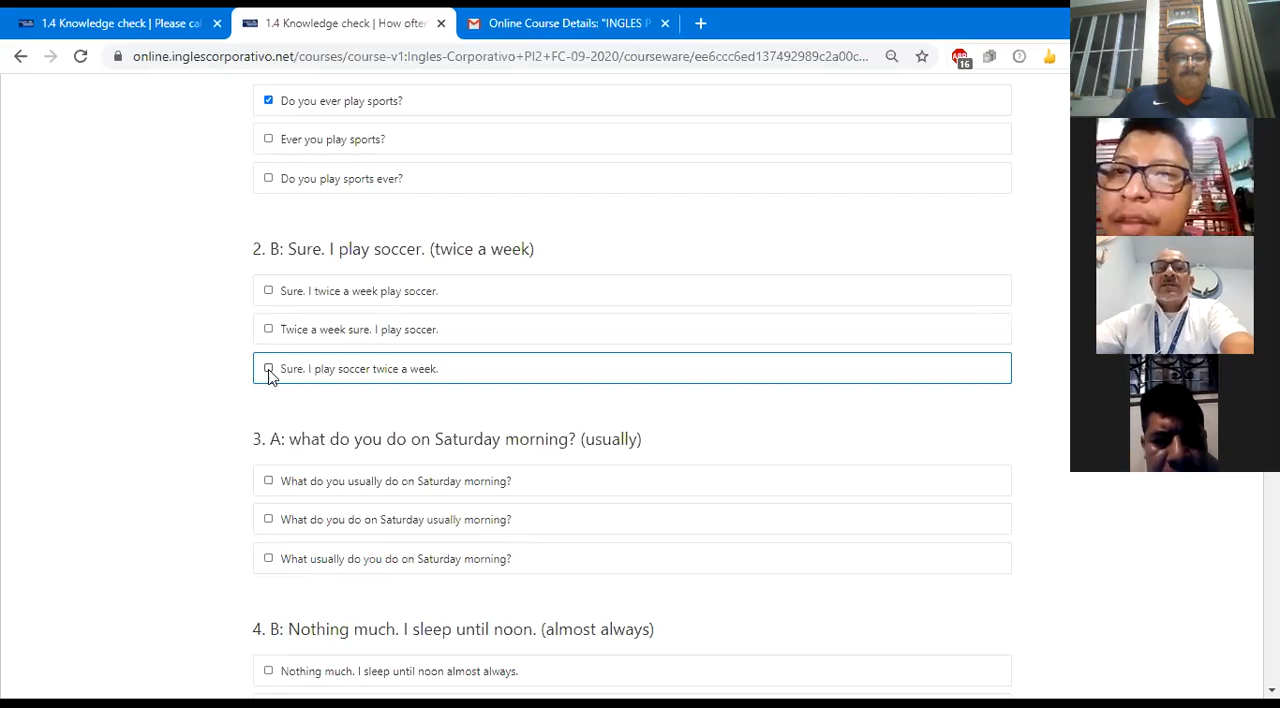 1.4 Knowledge check | Please cal
1.4 Knowledge check | How often
Online Course Details: "INGLES P
online.inglescorporativo.net/courses/course-v1:Ingles-Corporativo+PI2+FC-09-2020/courseware/ee6ccc6ed137492989c2a00c...
16
Do you ever play sports?
Ever you play sports?
Do you play sports ever?
2. B: Sure. I play soccer. (twice a week)
Sure. I twice a week play soccer.
Twice a week sure. I play soccer.
Sure. I play soccer twice a week.
3. A: what do you do on Saturday morning? (usually)
What do you usually do on Saturday morning?
What do you do on Saturday usually morning?
What usually do you do on Saturday morning?
4. B: Nothing much. I sleep until noon. (almost always)
Nothing much. I sleep until noon almost always.